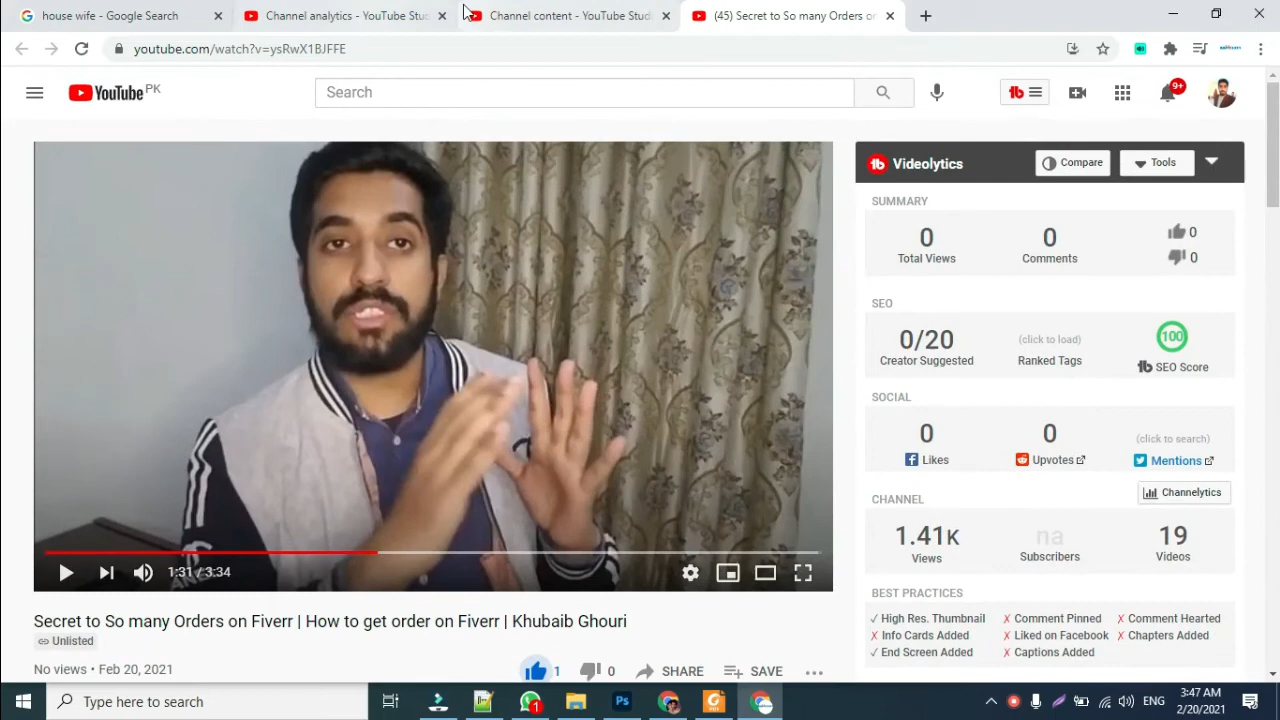 house wife - Google Search
Channel analytics - YouTube Stu
Channel content - YouTube Stud
(45) Secret to So many Orders o
youtube.com/watch?v=ysRwX1BJFFE
YouTube PK
Search
9+
Videolytics
Compare
Tools
SUMMARY
0
Total Views
0
Comments
0
0
SEO
0/20
Creator Suggested
(click to load)
Ranked Tags
100
SEO Score
SOCIAL
0
Likes
0
Upvotes
(click to search)
Mentions
CHANNEL
Channelytics
1.41K
Views
na
Subscribers
19
Videos
BEST PRACTICES
✓ High Res. Thumbnail
✗ Comment Pinned
✗ Comment Hearted
✗ Info Cards Added
✗ Liked on Facebook
✗ Chapters Added
✓ End Screen Added
✗ Captions Added
1:31 / 3:34
Secret to So many Orders on Fiverr | How to get order on Fiverr | Khubaib Ghouri
Unlisted
No views • Feb 20, 2021
1
0
SHARE
SAVE
Type here to search
1
Ps
ENG
3:47 AM
2/20/2021